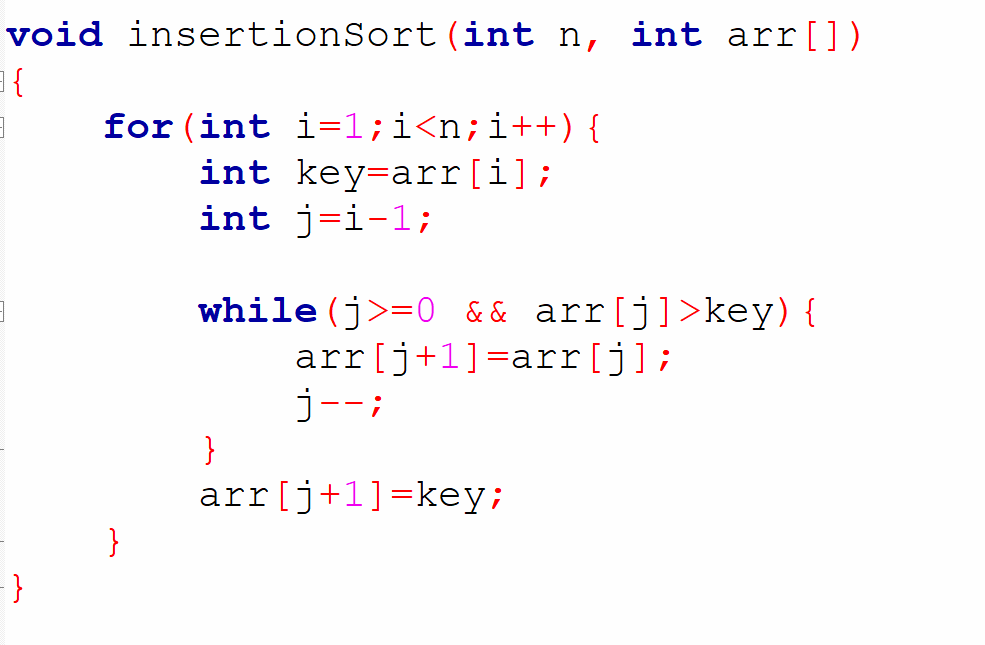 void insertionSort(int n, int arr[])
{
    for(int i=1;i<n;i++){
        int key=arr[i];
        int j=i-1;

        while(j>=0 && arr[j]>key){
            arr[j+1]=arr[j];
            j--;
        }
        arr[j+1]=key;
    }
}